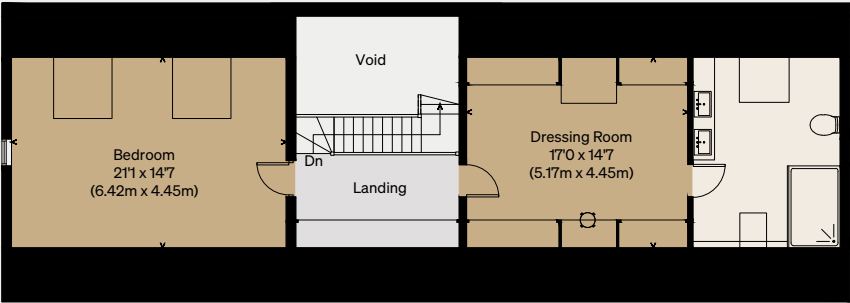 Void
Dn
Landing
Bedroom
21'1 x 14'7
(6.42m x 4.45m)
Dressing Room
17'0 x 14'7
(5.17m x 4.45m)